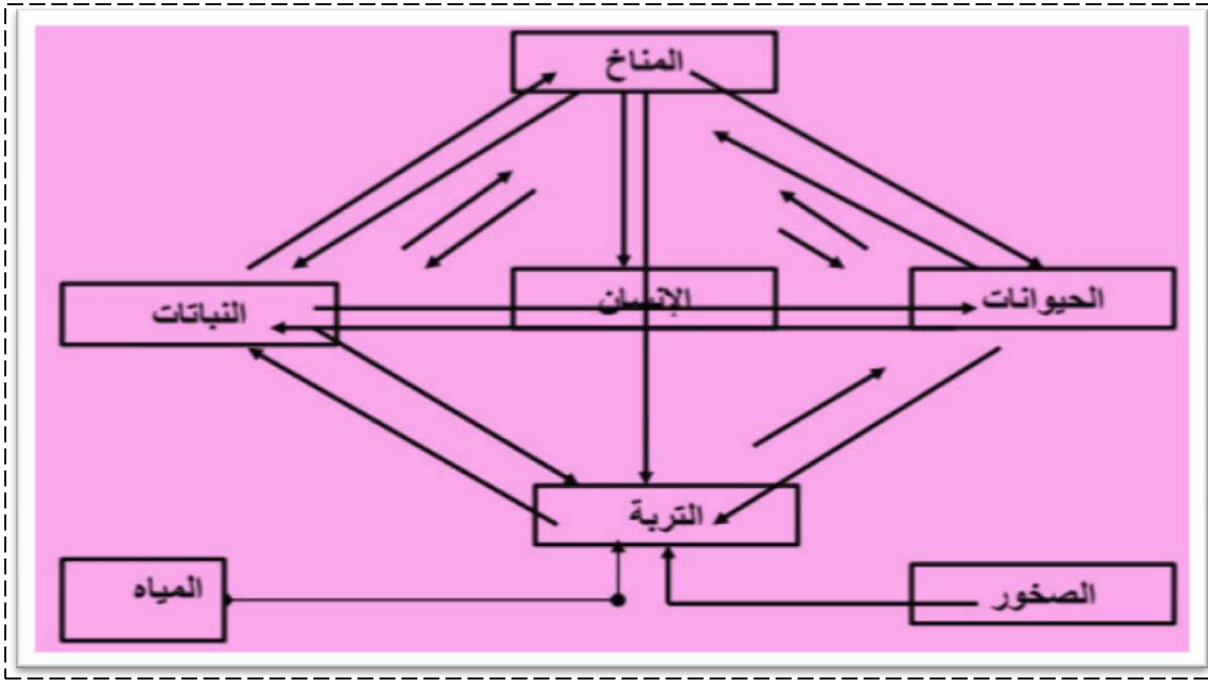 المناخ
الحيوانات
الإنسان
النباتات
التربة
الصخور
المياه